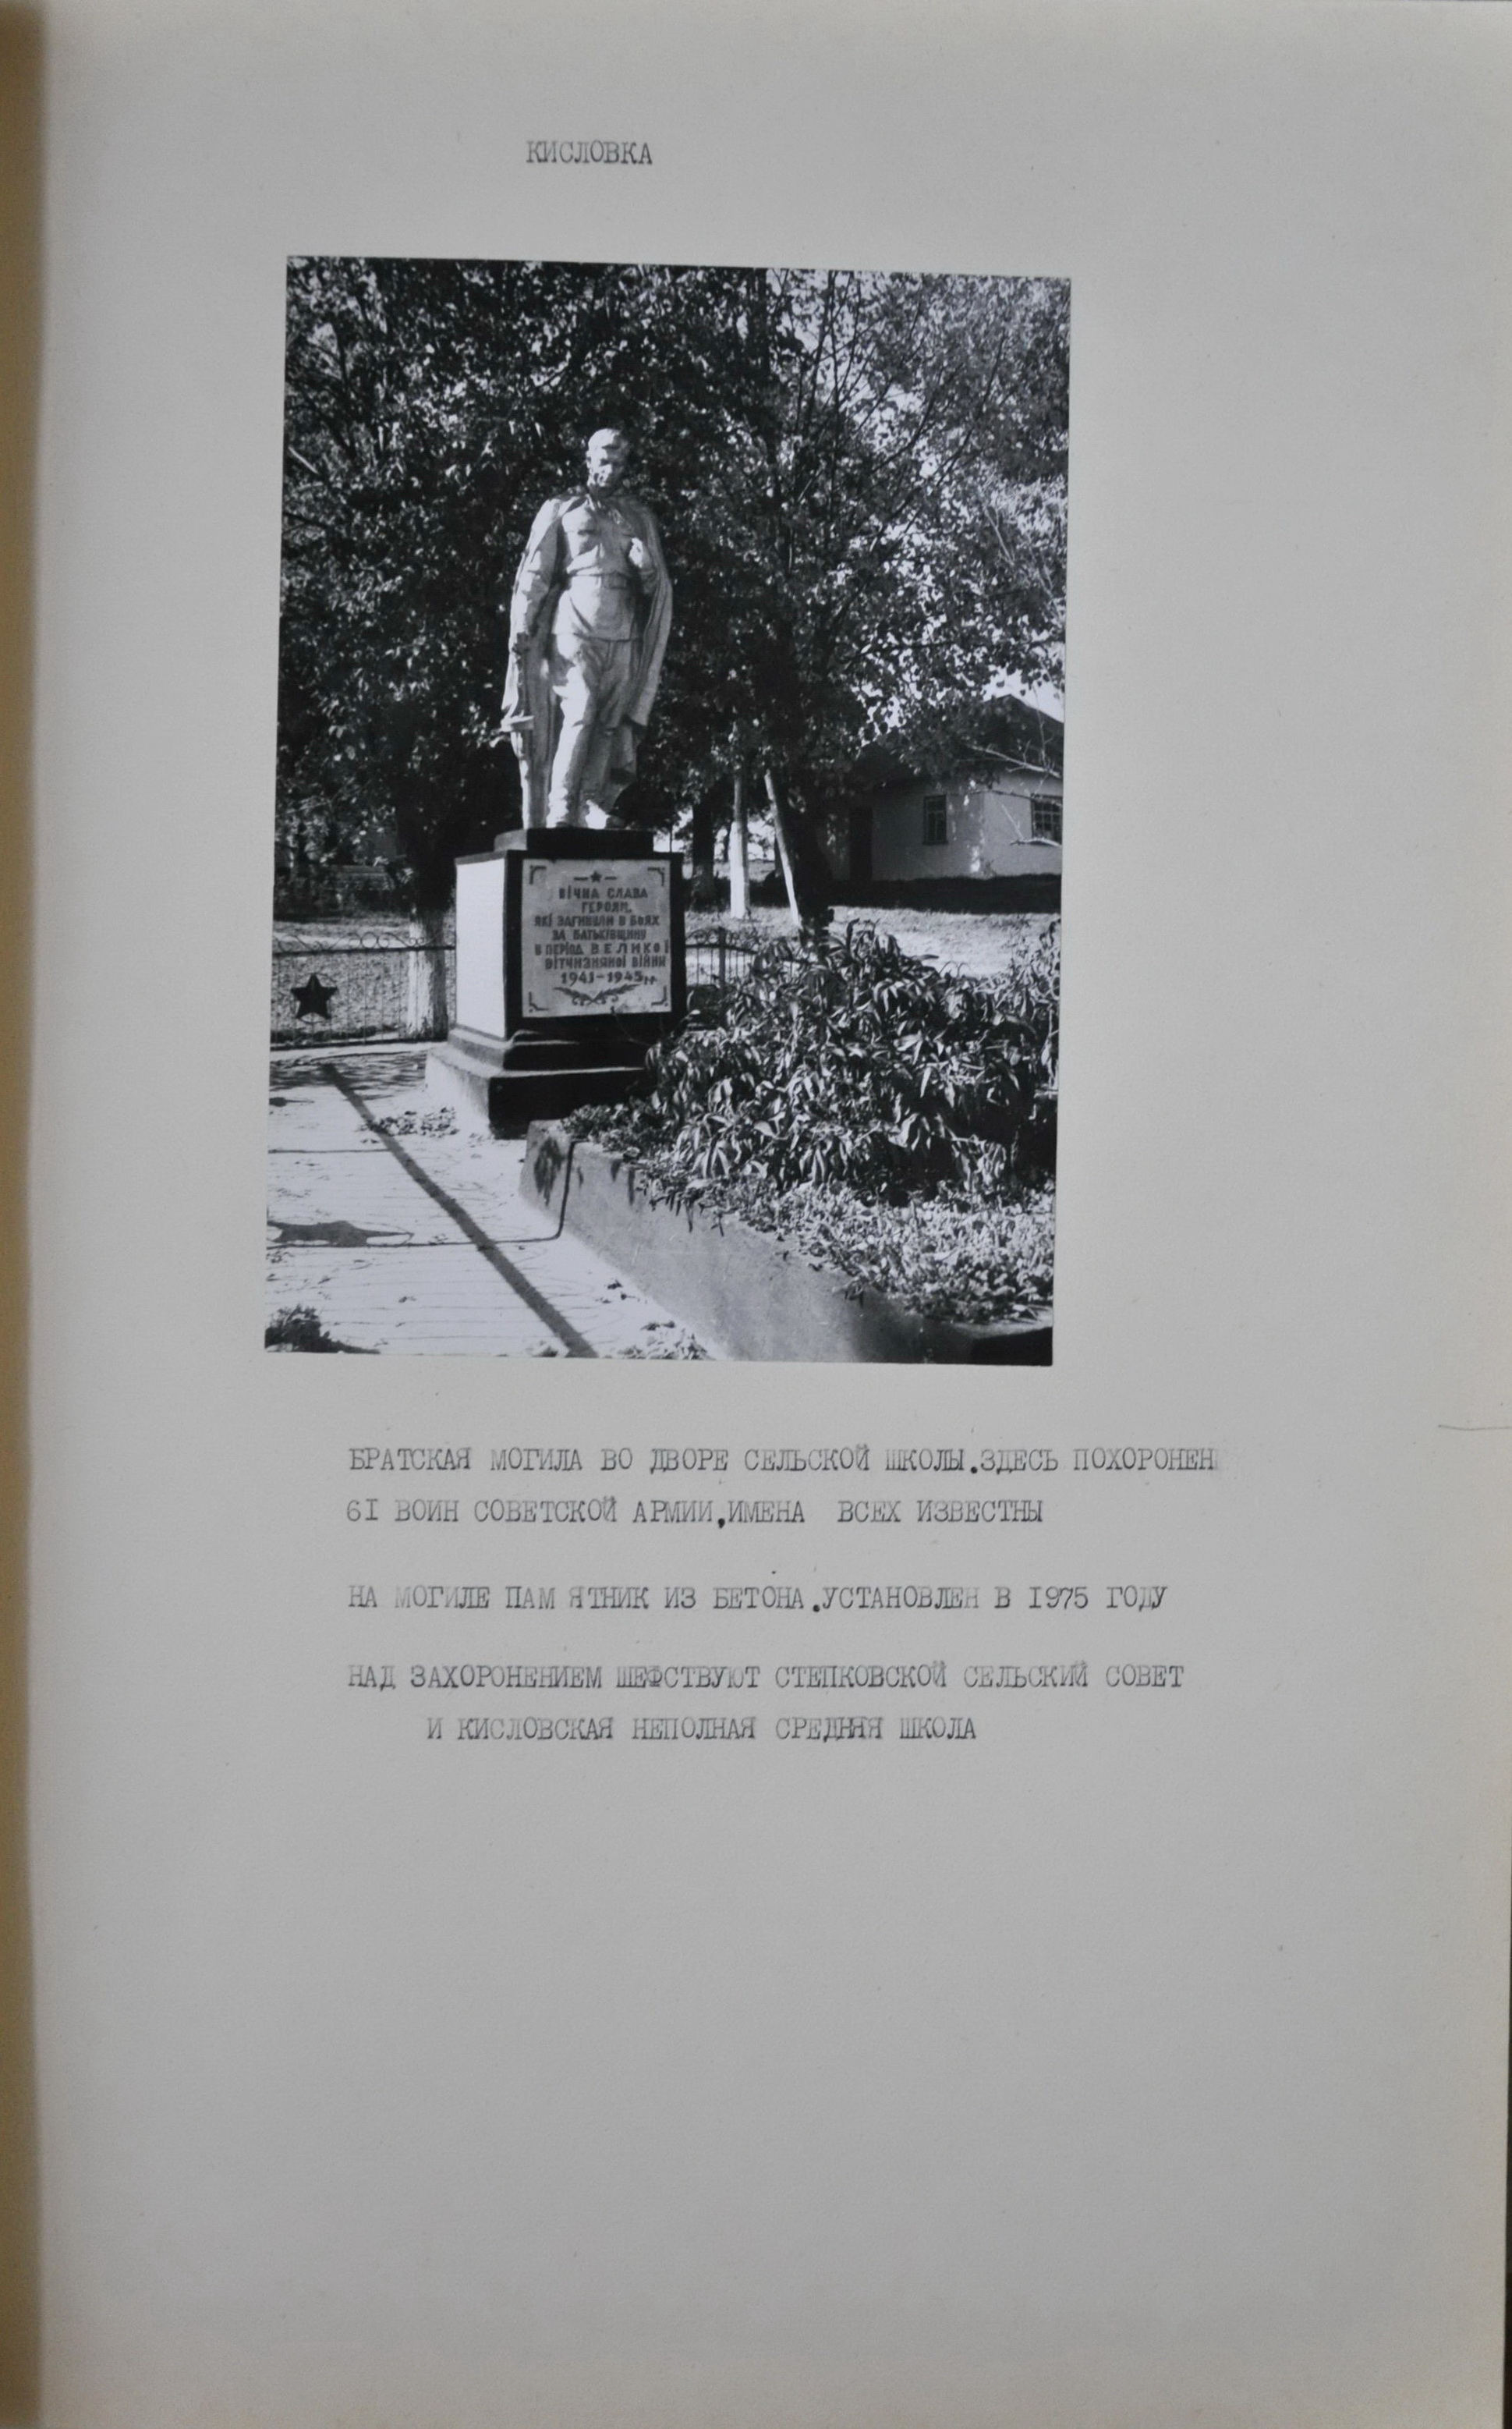 КИСЛОВКА
ВІЧНА СЛАВА
ГЕРОЯМ,
ЯКІ ЗАГИНУЛИ В БОЯХ
ЗА БАТЬКІВЩИНУ
В ПЕРІОД ВЕЛИКОЇ
ВІТЧИЗНЯНОЇ ВІЙНИ
1941-1945рр
БРАТСКАЯ МОГИЛА ВО ДВОРЕ СЕЛЬСКОЙ ШКОЛЫ.ЗДЕСЬ ПОХОРОНЕН
61 ВОИН СОВЕТСКОЙ АРМИИ,ИМЕНА ВСЕХ ИЗВЕСТНЫ
НА МОГИЛЕ ПАМ ЯТНИК ИЗ БЕТОНА.УСТАНОВЛЕН В 1975 ГОДУ
НАД ЗАХОРОНЕНИЕМ ШЕФСТВУЮТ СТЕПКОВСКОЙ СЕЛЬСКИЙ СОВЕТ
И КИСЛОВСКАЯ НЕПОЛНАЯ СРЕДНЯЯ ШКОЛА